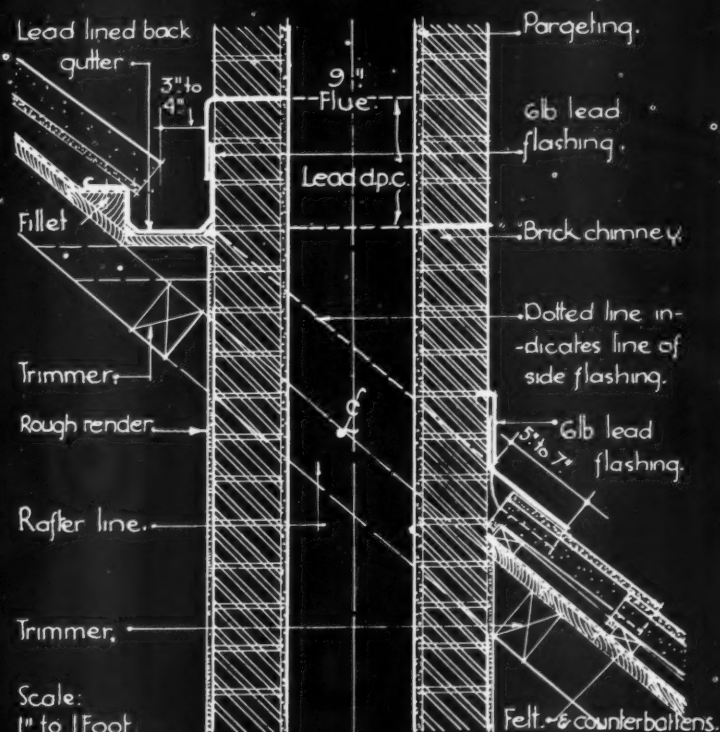 Lead lined back
gutter
3" to
4"
9"
Flue
Lead d.p.c.
Pargeting.
6lb lead
flashing.
Brick chimney.
Fillet
Dotted line in-
-dicates line of
side flashing.
Trimmer.
Rough render
6lb lead
flashing.
5" to 7"
Rafter line.
Trimmer.
Scale:
1" to 1 Foot
Felt & counterbattens.